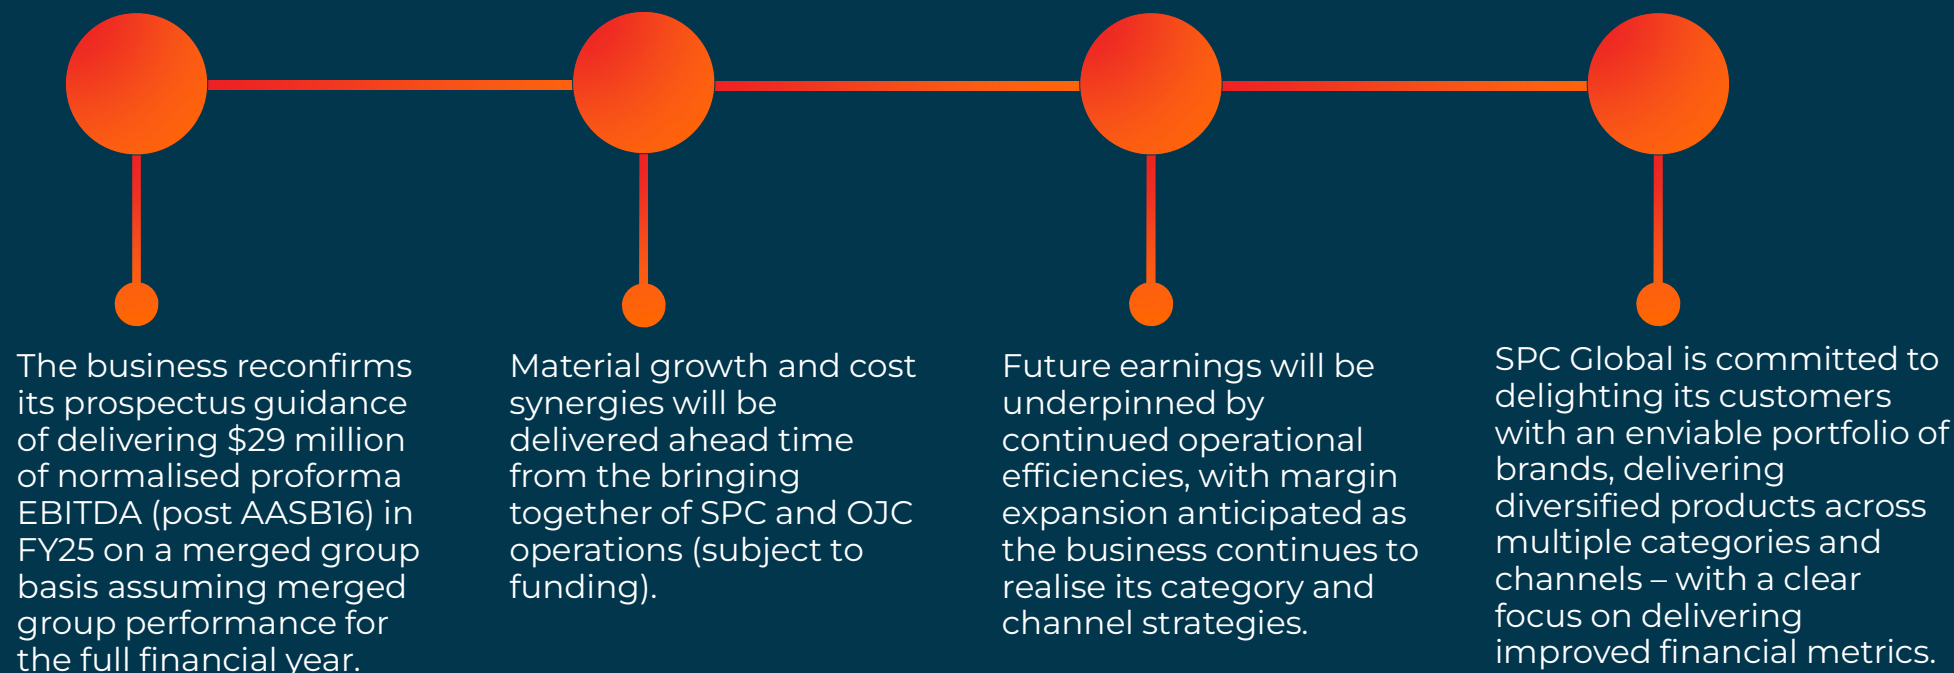 The business reconfirms
its prospectus guidance
of delivering $29 million
of normalised proforma
EBITDA (post AASB16) in
FY25 on a merged group
basis assuming merged
group performance for
the full financial year.
Material growth and cost
synergies will be
delivered ahead time
from the bringing
together of SPC and OJC
operations (subject to
funding).
Future earnings will be
underpinned by
continued operational
efficiencies, with margin
expansion anticipated as
the business continues to
realise its category and
channel strategies.
SPC Global is committed to
delighting its customers
with an enviable portfolio of
brands, delivering
diversified products across
multiple categories and
channels – with a clear
focus on delivering
improved financial metrics.